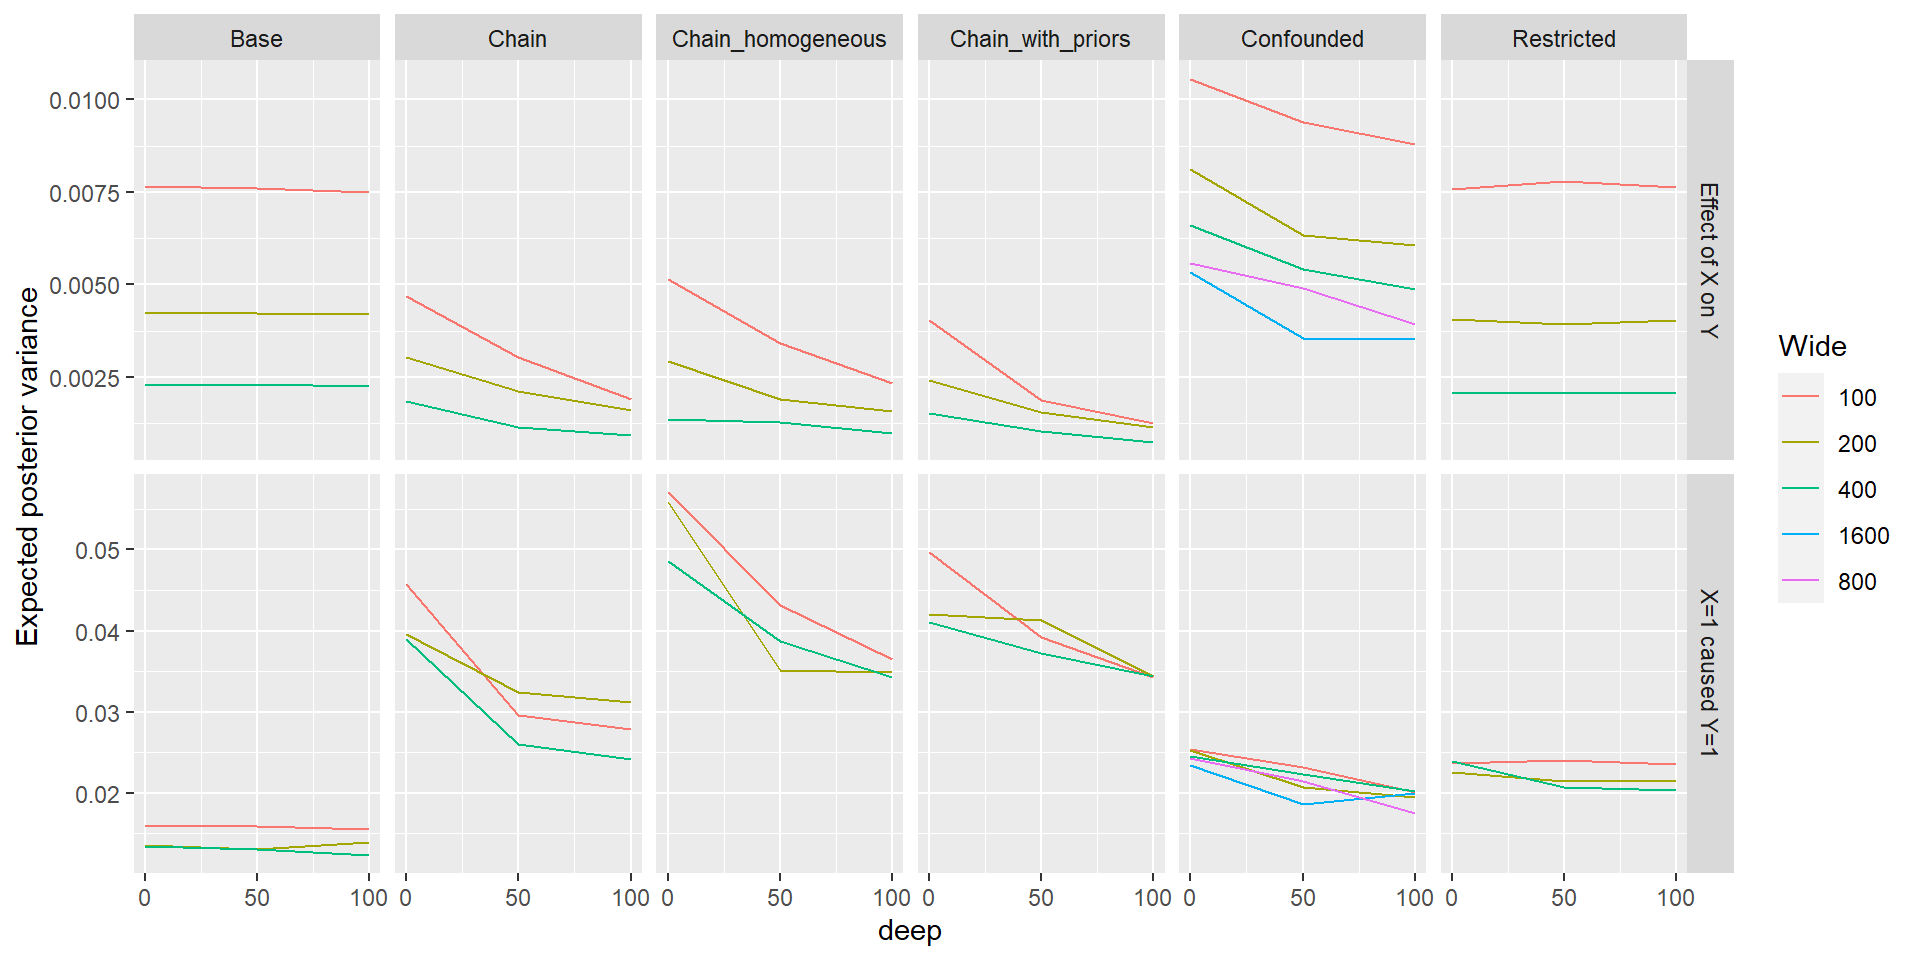 Base Chain Chain_homogeneous Chain_with_priors Confounded Restricted
0.0100
0.0075
0.0050
0.0025
Effect of X on Y
0.05
0.04
0.03
0.02
X=1 caused Y=1
0 50 100 0 50 100 0 50 100 0 50 100 0 50 100 0 50 100
deep
Expected posterior variance
Wide
100
200
400
1600
800